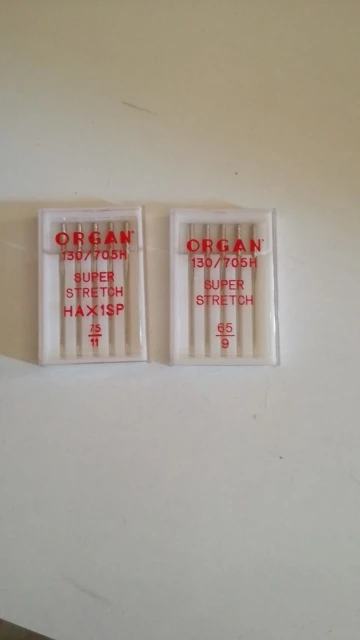 ORGAN
130/705H
SUPER
STRETCH
HAX1SP
75
11
ORGAN
130/705H
SUPER
STRETCH
65
9